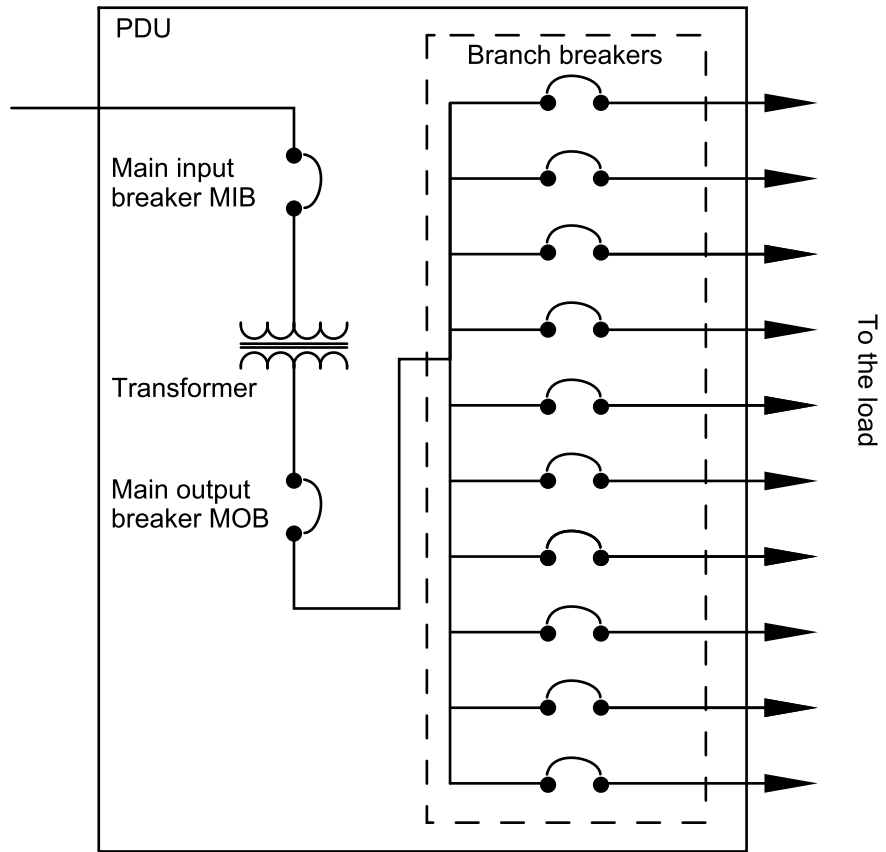 PDU
Branch breakers
Main input
breaker MIB
Transformer
Main output
breaker MOB
To the load